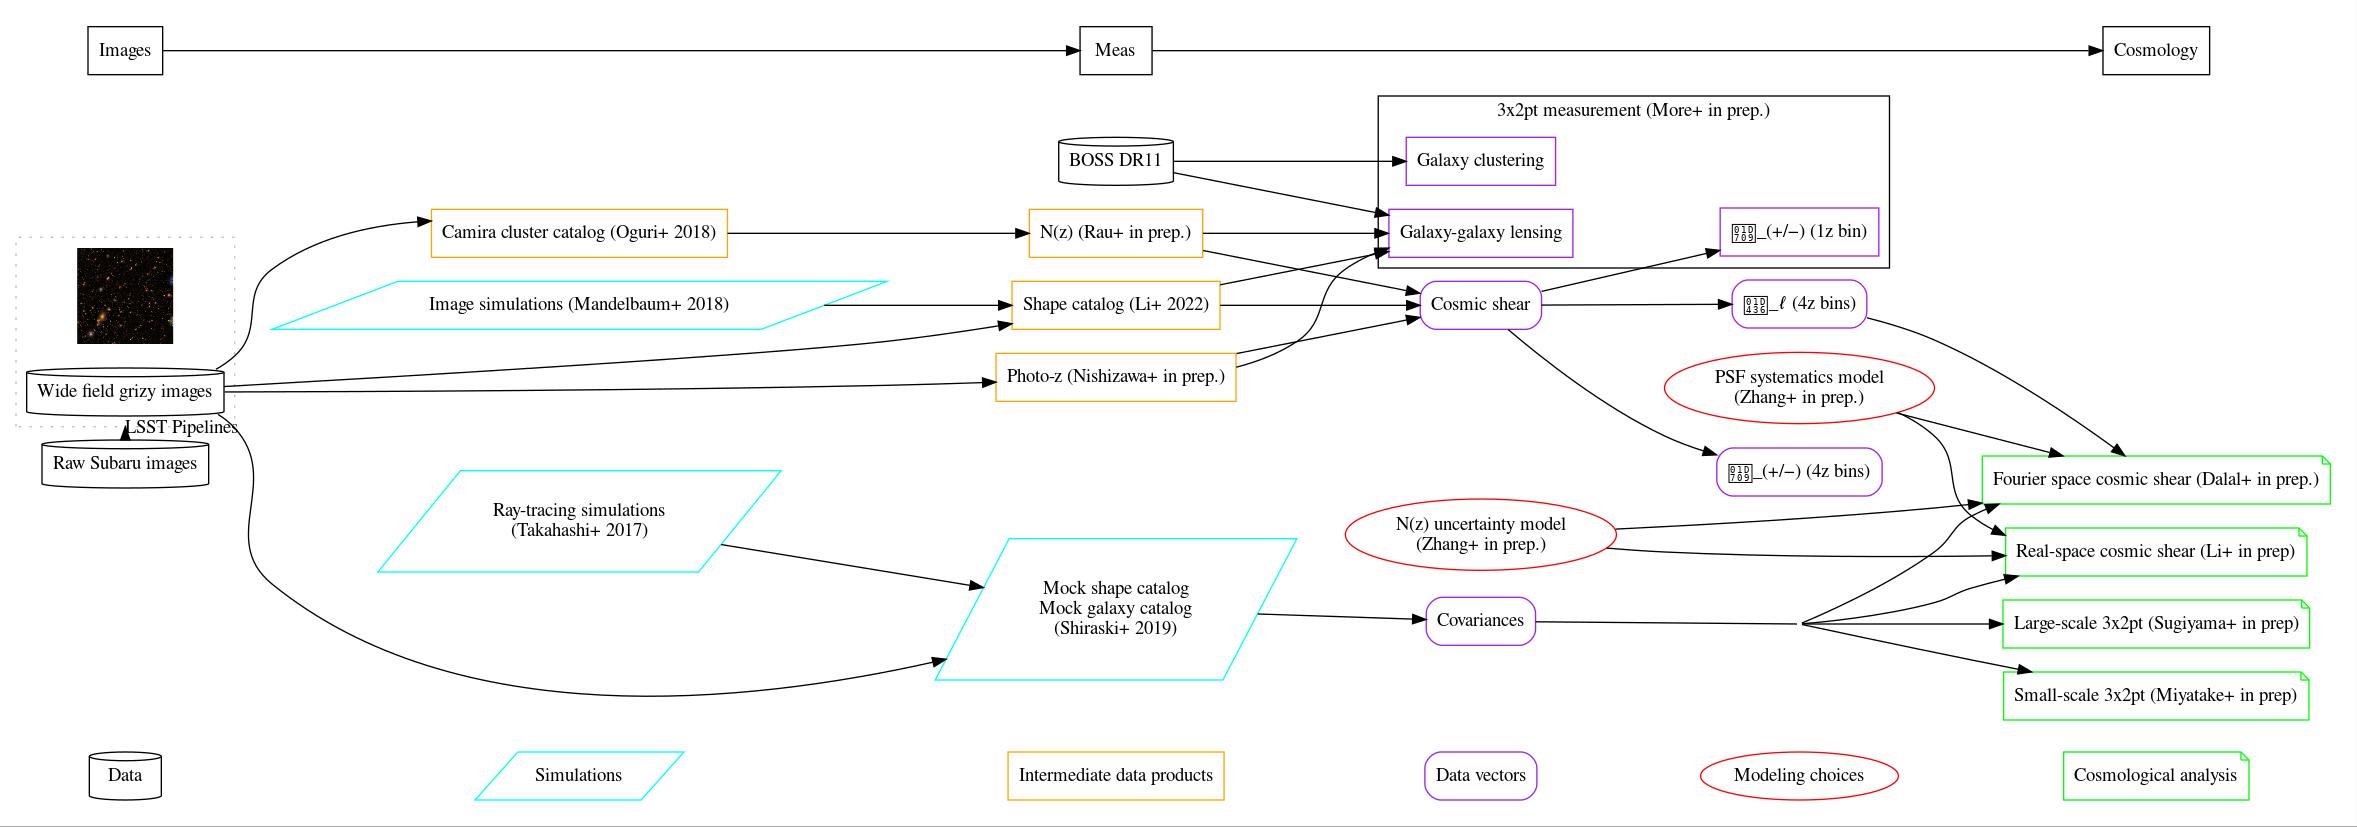 Images
Meas
Cosmology
3x2pt measurement (More+ in prep.)
BOSS DR11
Galaxy clustering
Camira cluster catalog (Oguri+ 2018)
N(z) (Rau+ in prep.)
Galaxy-galaxy lensing
01D709_(+/−) (1z bin)
Image simulations (Mandelbaum+ 2018)
Shape catalog (Li+ 2022)
Cosmic shear
01D436_ℓ (4z bins)
Wide field grizy images
Photo-z (Nishizawa+ in prep.)
PSF systematics model
(Zhang+ in prep.)
LSST Pipelines
Raw Subaru images
01D709_(+/−) (4z bins)
Fourier space cosmic shear (Dalal+ in prep.)
Ray-tracing simulations
(Takahashi+ 2017)
N(z) uncertainty model
(Zhang+ in prep.)
Real-space cosmic shear (Li+ in prep)
Mock shape catalog
Mock galaxy catalog
(Shiraski+ 2019)
Covariances
Large-scale 3x2pt (Sugiyama+ in prep)
Small-scale 3x2pt (Miyatake+ in prep)
Data
Simulations
Intermediate data products
Data vectors
Modeling choices
Cosmological analysis